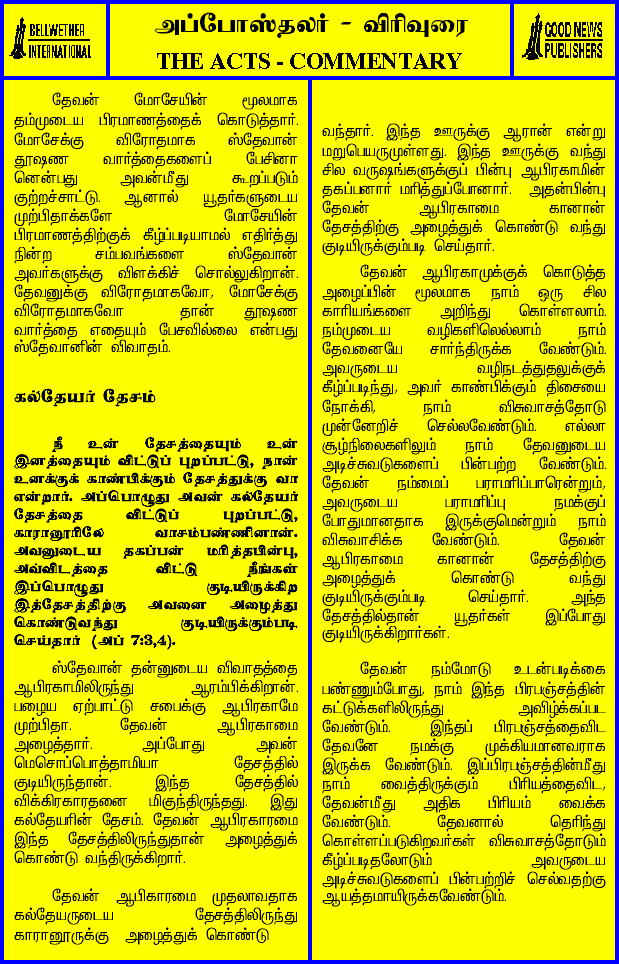 BELLWETHER
INTERNATIONAL
அப்போஸ்தலர் - விரிவுரை
THE ACTS - COMMENTARY
GOOD NEWS
PUBLISHERS
தேவன் மோசேயின் மூலமாக
தம்முடைய பிரமாணத்தைக் கொடுத்தார்.
மோசேக்கு விரோதமாக ஸ்தேவான்
தூஷண வார்த்தைகளைப் பேசினா
னென்பது அவன்மீது கூறப்படும்
குற்றச்சாட்டு. ஆனால் யூதர்களுடைய
முற்பிதாக்களே மோசேயின்
பிரமாணத்திற்குக் கீழ்ப்படியாமல் எதிர்த்து
நின்ற சம்பவங்களை ஸ்தேவான்
அவர்களுக்கு விளக்கிச் சொல்லுகிறான்.
தேவனுக்கு விரோதமாகவோ, மோசேக்கு
விரோதமாகவோ தான் தூஷண
வார்த்தை எதையும் பேசவில்லை என்பது
ஸ்தேவானின் விவாதம்.
கல்தேயர் தேசம்
நீ உன் தேசத்தையும் உன்
இனத்தையும் விட்டுப் புறப்பட்டு, நான்
உனக்குக் காண்பிக்கும் தேசத்துக்கு வா
என்றார். அப்பொழுது அவன் கல்தேயர்
தேசத்தை விட்டுப் புறப்பட்டு,
காரானூரிலே வாசம்பண்ணினான்.
அவனுடைய தகப்பன் மரித்தபின்பு,
அவ்விடத்தை விட்டு நீங்கள்
இப்பொழுது குடியிருக்கிற
இத்தேசத்திற்கு அவனை அழைத்து
கொண்டுவந்து குடியிருக்கும்படி
செய்தார் (அப் 7:3,4).
ஸ்தேவான் தன்னுடைய விவாதத்தை
ஆபிரகாமிலிருந்து ஆரம்பிக்கிறான்.
பழைய ஏற்பாட்டு சபைக்கு ஆபிரகாமே
முற்பிதா. தேவன் ஆபிரகாமை
அழைத்தார். அப்போது அவன்
மெசொப்பொத்தாமியா தேசத்தில்
குடியிருந்தான். இந்த தேசத்தில்
விக்கிரகாரதனை மிகுந்திருந்தது. இது
கல்தேயரின் தேசம். தேவன் ஆபிரகாரமை
இந்த தேசத்திலிருந்துதான் அழைத்துக்
கொண்டு வந்திருக்கிறார்.
தேவன் ஆபிகாரமை முதலாவதாக
கல்தேயருடைய தேசத்திலிருந்து
காரானூருக்கு அழைத்துக் கொண்டு
வந்தார். இந்த ஊருக்கு ஆரான் என்று
மறுபெயருமுள்ளது. இந்த ஊருக்கு வந்து
சில வருஷங்களுக்குப் பின்பு ஆபிரகாமின்
தகப்பனார் மரித்துப்போனார். அதன்பின்பு
தேவன் ஆபிரகாமை கானான்
தேசத்திற்கு அழைத்துக் கொண்டு வந்து
குடியிருக்கும்படி செய்தார்.
தேவன் ஆபிரகாமுக்குக் கொடுத்த
அழைப்பின் மூலமாக நாம் ஒரு சில
காரியங்களை அறிந்து கொள்ளலாம்.
நம்முடைய வழிகளிலெல்லாம் நாம்
தேவனையே சார்ந்திருக்க வேண்டும்.
அவருடைய வழிநடத்துதலுக்குக்
கீழ்ப்படிந்து, அவர் காண்பிக்கும் திசையை
நோக்கி, நாம் விசுவாசத்தோடு
முன்னேறிச் செல்லவேண்டும். எல்லா
சூழ்நிலைகளிலும் நாம் தேவனுடைய
அடிச்சுவடுகளைப் பின்பற்ற வேண்டும்.
தேவன் நம்மைப் பராமரிப்பாரென்றும்,
அவருடைய பராமரிப்பு நமக்குப்
போதுமானதாக இருக்குமென்றும் நாம்
விசுவாசிக்க வேண்டும். தேவன்
ஆபிரகாமை கானான் தேசத்திற்கு
அழைத்துக் கொண்டு வந்து
குடியிருக்கும்படி செய்தார். அந்த
தேசத்தில்தான் யூதர்கள் இப்போது
குடியிருக்கிறார்கள்.
தேவன் நம்மோடு உடன்படிக்கை
பண்ணும்போது, நாம் இந்த பிரபஞ்சத்தின்
கட்டுக்களிலிருந்து அவிழ்க்கப்பட
வேண்டும். இந்தப் பிரபஞ்சத்தைவிட
தேவனே நமக்கு முக்கியமானவராக
இருக்க வேண்டும். இப்பிரபஞ்சத்தின்மீது
நாம் வைத்திருக்கும் பிரியத்தைவிட,
தேவன்மீது அதிக பிரியம் வைக்க
வேண்டும். தேவனால் தெரிந்து
கொள்ளப்படுகிறவர்கள் விசுவாசத்தோடும்
கீழ்ப்படிதலோடும் அவருடைய
அடிச்சுவடுகளைப் பின்பற்றிச் செல்வதற்கு
ஆயத்தமாயிருக்கவேண்டும்.